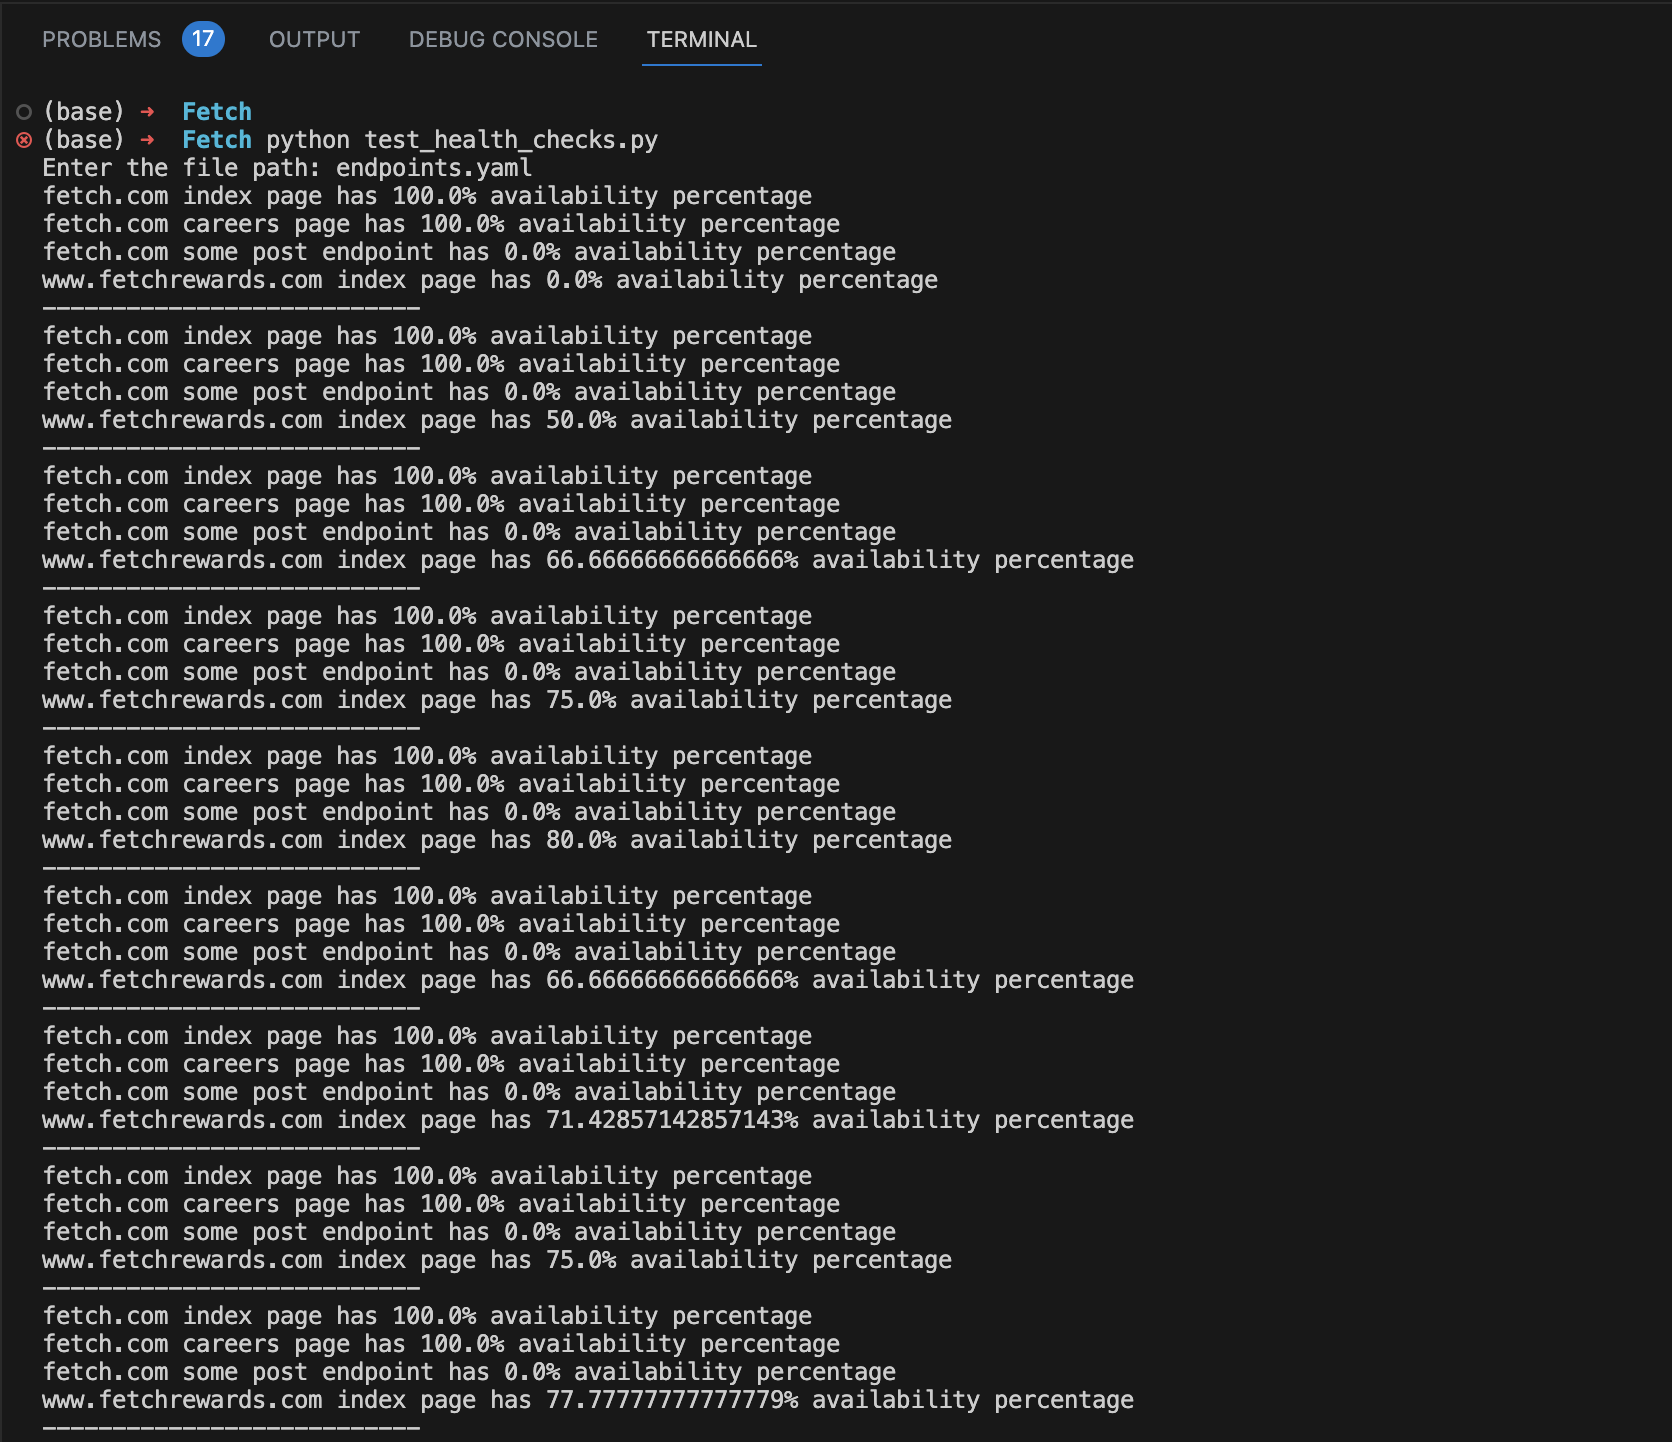 PROBLEMS 17 OUTPUT DEBUG CONSOLE TERMINAL
(base) → Fetch
(base) → Fetch python test_health_checks.py
Enter the file path: endpoints.yaml
fetch.com index page has 100.0% availability percentage
fetch.com careers page has 100.0% availability percentage
fetch.com some post endpoint has 0.0% availability percentage
www.fetchrewards.com index page has 0.0% availability percentage
---------------------------
fetch.com index page has 100.0% availability percentage
fetch.com careers page has 100.0% availability percentage
fetch.com some post endpoint has 0.0% availability percentage
www.fetchrewards.com index page has 50.0% availability percentage
---------------------------
fetch.com index page has 100.0% availability percentage
fetch.com careers page has 100.0% availability percentage
fetch.com some post endpoint has 0.0% availability percentage
www.fetchrewards.com index page has 66.66666666666666% availability percentage
---------------------------
fetch.com index page has 100.0% availability percentage
fetch.com careers page has 100.0% availability percentage
fetch.com some post endpoint has 0.0% availability percentage
www.fetchrewards.com index page has 75.0% availability percentage
---------------------------
fetch.com index page has 100.0% availability percentage
fetch.com careers page has 100.0% availability percentage
fetch.com some post endpoint has 0.0% availability percentage
www.fetchrewards.com index page has 80.0% availability percentage
---------------------------
fetch.com index page has 100.0% availability percentage
fetch.com careers page has 100.0% availability percentage
fetch.com some post endpoint has 0.0% availability percentage
www.fetchrewards.com index page has 66.66666666666666% availability percentage
---------------------------
fetch.com index page has 100.0% availability percentage
fetch.com careers page has 100.0% availability percentage
fetch.com some post endpoint has 0.0% availability percentage
www.fetchrewards.com index page has 71.42857142857143% availability percentage
---------------------------
fetch.com index page has 100.0% availability percentage
fetch.com careers page has 100.0% availability percentage
fetch.com some post endpoint has 0.0% availability percentage
www.fetchrewards.com index page has 75.0% availability percentage
---------------------------
fetch.com index page has 100.0% availability percentage
fetch.com careers page has 100.0% availability percentage
fetch.com some post endpoint has 0.0% availability percentage
www.fetchrewards.com index page has 77.77777777777779% availability percentage
---------------------------